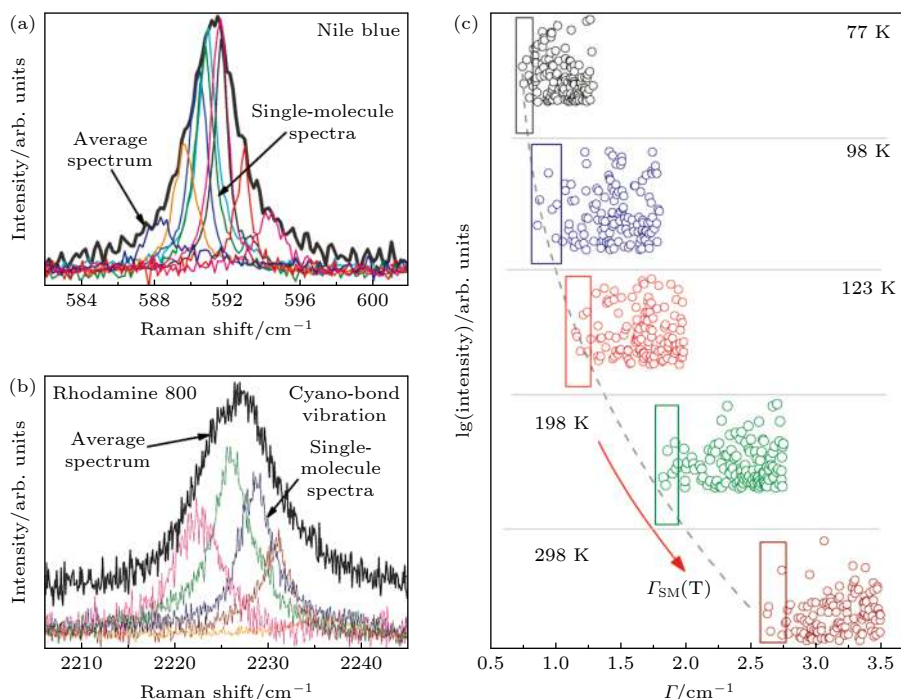 (a)
Nile blue
Single-molecule
spectra
Average
spectrum
Intensity/arb. units
584 588 592 596 600
Raman shift/cm⁻¹
(b)
Rhodamine 800
Cyano-bond
vibration
Average
spectrum
Single-
molecule
spectra
Intensity/arb. units
2210 2220 2230 2240
Raman shift/cm⁻¹
(c)
77 K
98 K
123 K
198 K
298 K
Γ_SM(T)
lg(intensity)/arb. units
0.5 1.0 1.5 2.0 2.5 3.0 3.5
Γ/cm⁻¹